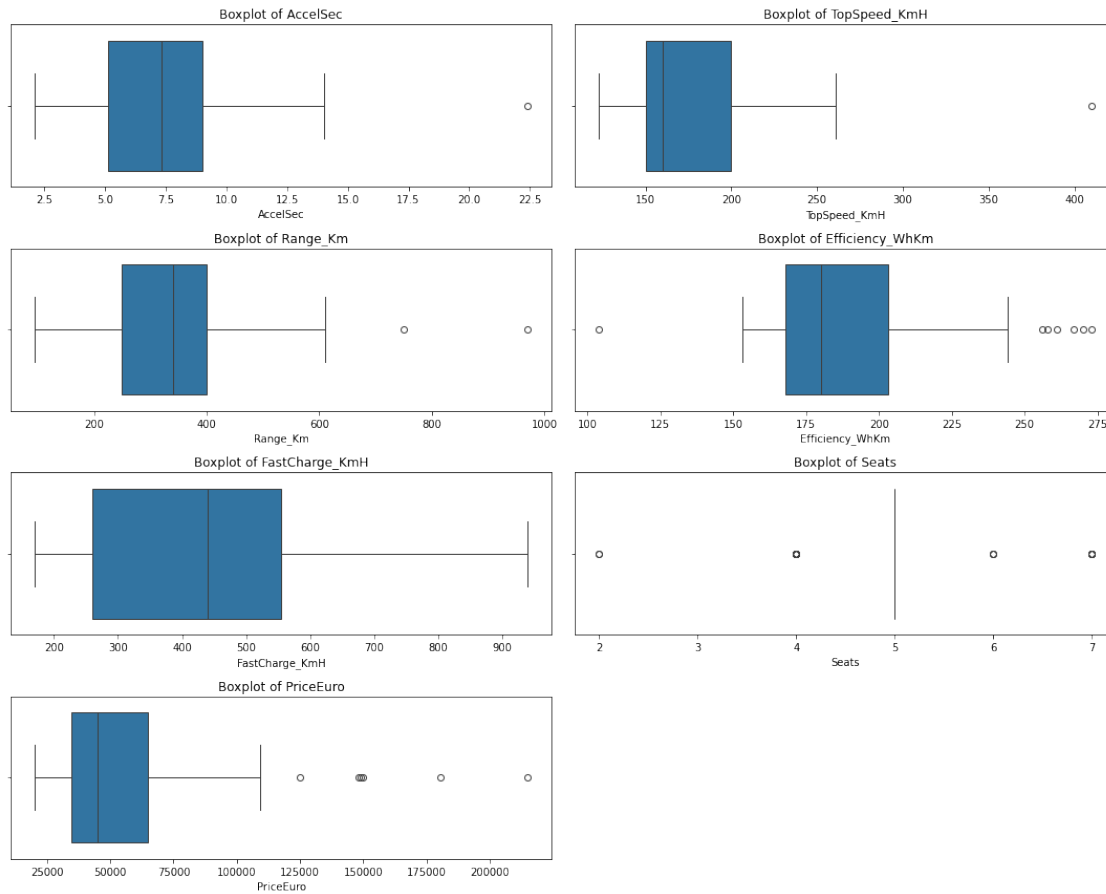 Boxplot of AccelSec
2.5 5.0 7.5 10.0 12.5 15.0 17.5 20.0 22.5
AccelSec
Boxplot of TopSpeed_KmH
150 200 250 300 350 400
TopSpeed_KmH
Boxplot of Range_Km
200 400 600 800 1000
Range_Km
Boxplot of Efficiency_WhKm
100 125 150 175 200 225 250 275
Efficiency_WhKm
Boxplot of FastCharge_KmH
200 300 400 500 600 700 800 900
FastCharge_KmH
Boxplot of Seats
2 3 4 5 6 7
Seats
Boxplot of PriceEuro
25000 50000 75000 100000 125000 150000 175000 200000
PriceEuro